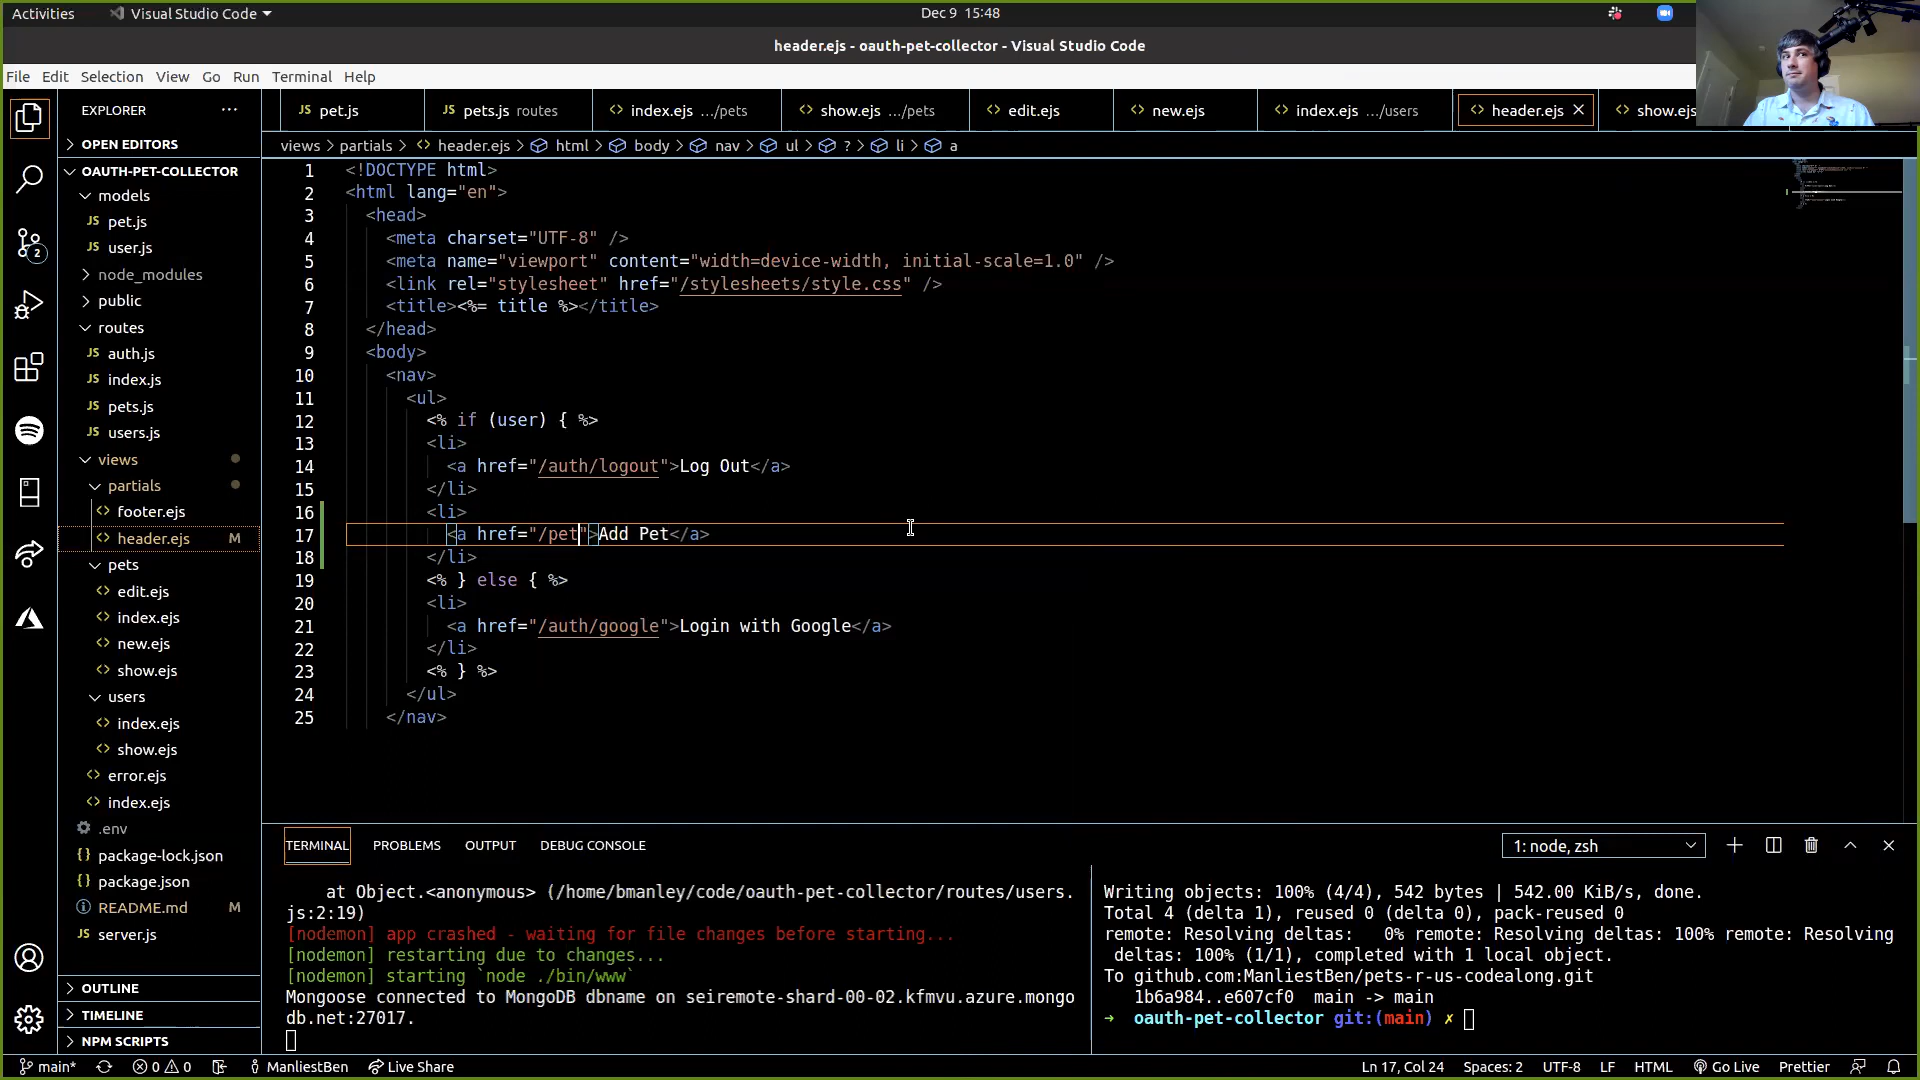 Activities
Visual Studio Code
Dec 9 15:48
header.ejs - oauth-pet-collector - Visual Studio Code
File Edit Selection View Go Run Terminal Help
EXPLORER
OPEN EDITORS
OAUTH-PET-COLLECTOR
models
JS pet.js
JS user.js
node_modules
public
routes
JS auth.js
JS index.js
JS pets.js
JS users.js
views
partials
<> footer.ejs
<> header.ejs M
pets
<> edit.ejs
<> index.ejs
<> new.ejs
<> show.ejs
users
<> index.ejs
<> show.ejs
<> error.ejs
<> index.ejs
.env
{} package-lock.json
{} package.json
README.md M
JS server.js
OUTLINE
TIMELINE
NPM SCRIPTS
2
JS pet.js
JS pets.js routes
<> index.ejs .../pets
<> show.ejs .../pets
<> edit.ejs
<> new.ejs
<> index.ejs .../users
<> header.ejs
<> show.ejs
views > partials > <> header.ejs > html > body > nav > ul > ? > li > a
1 <!DOCTYPE html>
2 <html lang="en">
3 <head>
4 <meta charset="UTF-8" />
5 <meta name="viewport" content="width=device-width, initial-scale=1.0" />
6 <link rel="stylesheet" href="/stylesheets/style.css" />
7 <title><%= title %></title>
8 </head>
9 <body>
10 <nav>
11 <ul>
12 <% if (user) { %>
13 <li>
14 <a href="/auth/logout">Log Out</a>
15 </li>
16 <li>
17 <a href="/pet">Add Pet</a>
18 </li>
19 <% } else { %>
20 <li>
21 <a href="/auth/google">Login with Google</a>
22 </li>
23 <% } %>
24 </ul>
25 </nav>
TERMINAL PROBLEMS OUTPUT DEBUG CONSOLE
1: node, zsh
at Object.<anonymous> (/home/bmanley/code/oauth-pet-collector/routes/users.
js:2:19)
[nodemon] app crashed - waiting for file changes before starting...
[nodemon] restarting due to changes...
[nodemon] starting `node ./bin/www`
Mongoose connected to MongoDB dbname on seiremote-shard-00-02.kfmvu.azure.mongo
db.net:27017.
Writing objects: 100% (4/4), 542 bytes | 542.00 KiB/s, done.
Total 4 (delta 1), reused 0 (delta 0), pack-reused 0
remote: Resolving deltas:   0% remote: Resolving deltas: 100% remote: Resolving
deltas: 100% (1/1), completed with 1 local object.
To github.com:ManliestBen/pets-r-us-codealong.git
1b6a984..e607cf0  main -> main
→ oauth-pet-collector git:(main) ✗
main* 0 0 ManliestBen Live Share
Ln 17, Col 24 Spaces: 2 UTF-8 LF HTML Go Live Prettier